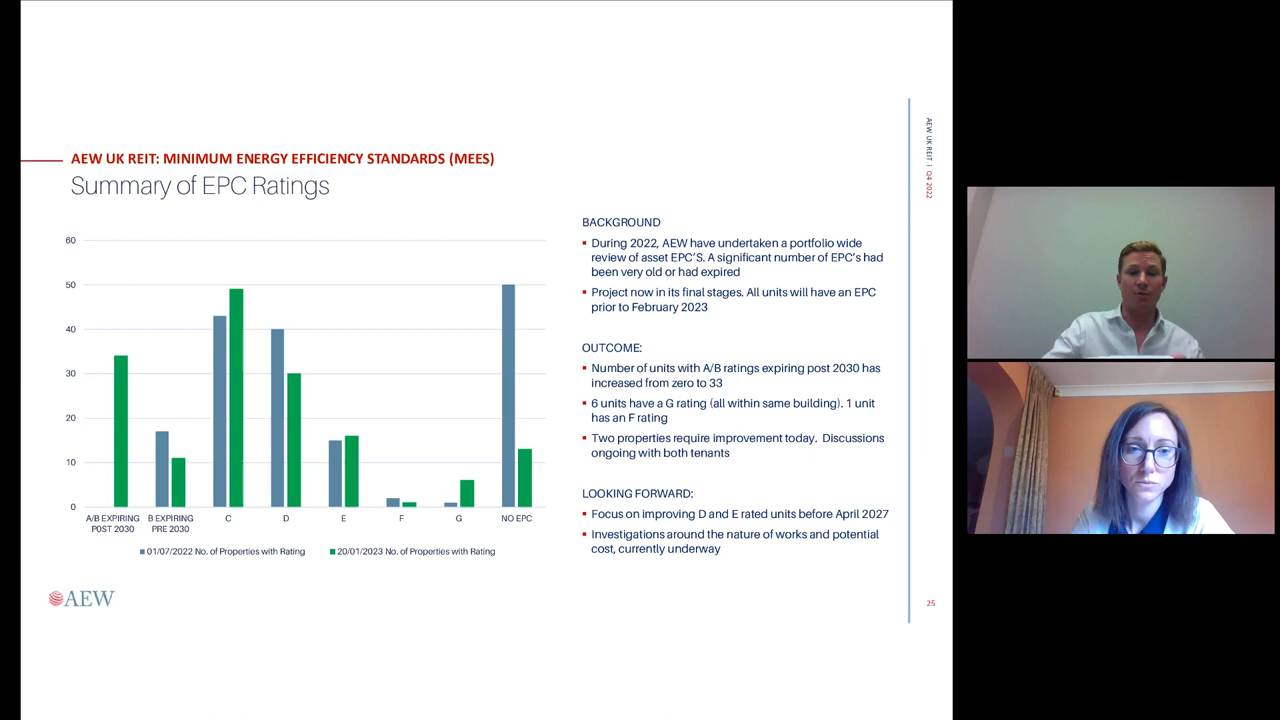 AEW UK REIT: MINIMUM ENERGY EFFICIENCY STANDARDS (MEES)
Summary of EPC Ratings
60
50
40
30
20
10
0
A/B EXPIRING
POST 2030
B EXPIRING
PRE 2030
C
D
E
F
G
NO EPC
01/07/2022 No. of Properties with Rating
20/01/2023 No. of Properties with Rating
BACKGROUND
During 2022, AEW have undertaken a portfolio wide
review of asset EPC'S. A significant number of EPC's had
been very old or had expired
Project now in its final stages. All units will have an EPC
prior to February 2023
OUTCOME:
Number of units with A/B ratings expiring post 2030 has
increased from zero to 33
6 units have a G rating (all within same building). 1 unit
has an F rating
Two properties require improvement today. Discussions
ongoing with both tenants
LOOKING FORWARD:
Focus on improving D and E rated units before April 2027
Investigations around the nature of works and potential
cost, currently underway
AEW UK REIT | Q4 2022
AEW
25